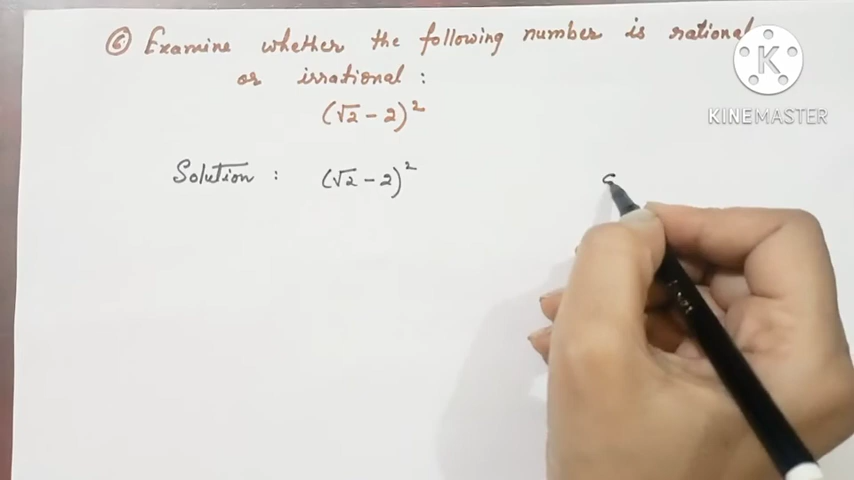 ⑥ Examine whether the following number is rational
or irrational :
(√2 - 2)²
Solution : (√2 - 2)²
K
KINEMASTER